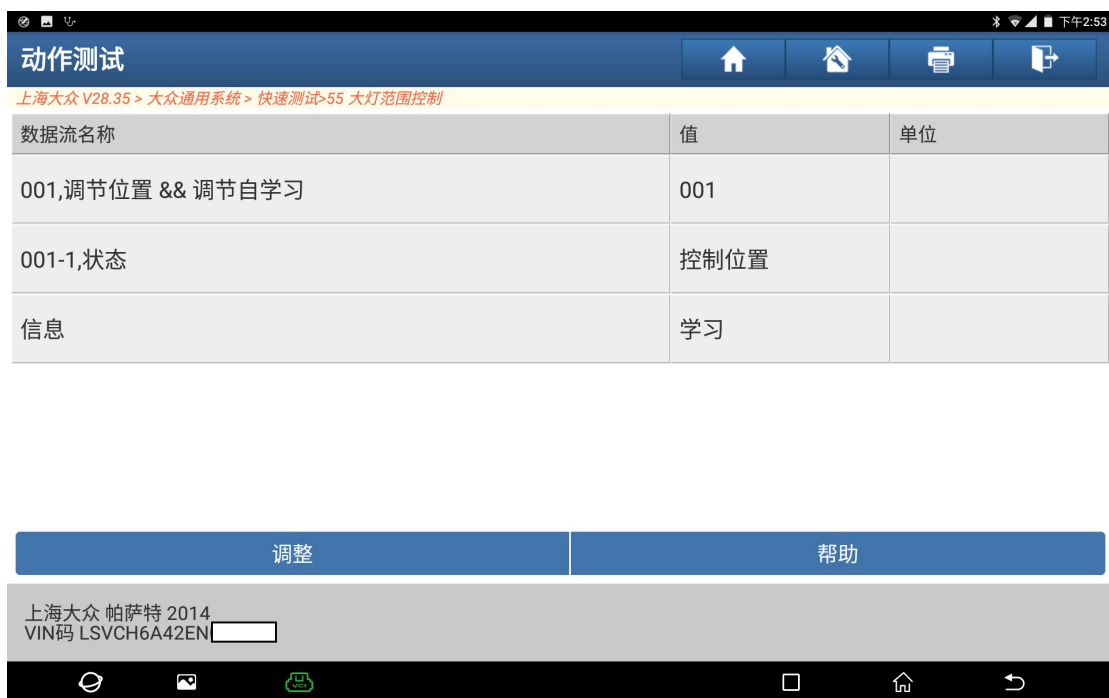 下午2:53
动作测试
上海大众 V28.35 > 大众通用系统 > 快速测试>55 大灯范围控制
数据流名称 值 单位
001,调节位置 && 调节自学习 001
001-1,状态 控制位置
信息 学习
调整 帮助
上海大众 帕萨特 2014
VIN码 LSVCH6A42EN
VCI